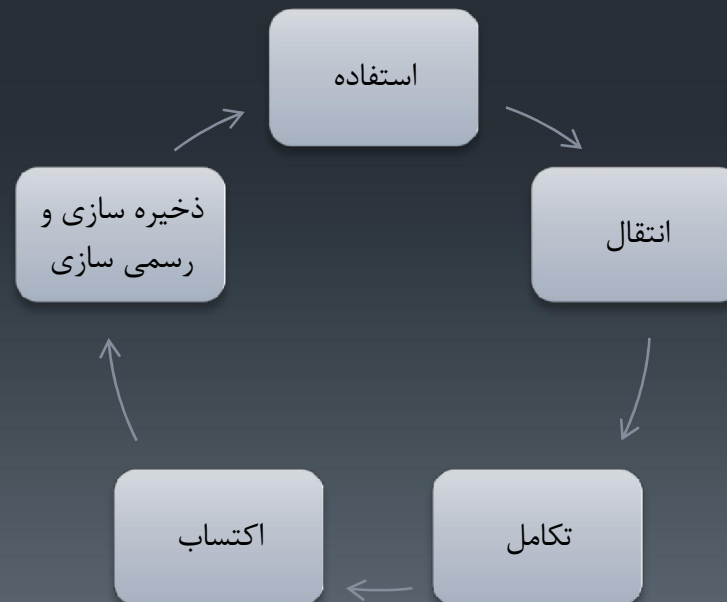 استفاده
انتقال
تکامل
اکتساب
ذخیره سازی و
رسمی سازی